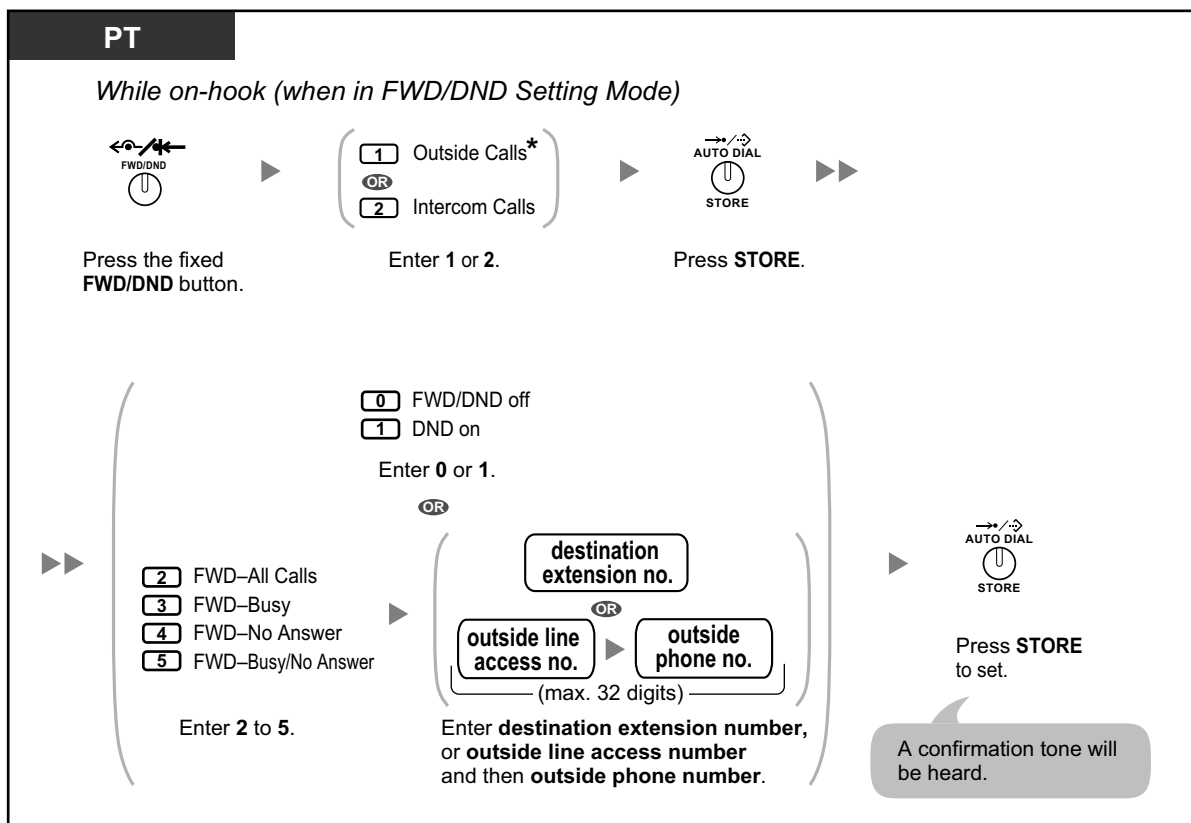 PT
While on-hook (when in FWD/DND Setting Mode)
FWD/DND
Press the fixed
FWD/DND button.
1 Outside Calls*
OR
2 Intercom Calls
Enter 1 or 2.
AUTO DIAL
STORE
Press STORE.
0 FWD/DND off
1 DND on
Enter 0 or 1.
OR
2 FWD–All Calls
3 FWD–Busy
4 FWD–No Answer
5 FWD–Busy/No Answer
Enter 2 to 5.
destination
extension no.
OR
outside line
access no.
outside
phone no.
(max. 32 digits)
Enter destination extension number,
or outside line access number
and then outside phone number.
AUTO DIAL
STORE
Press STORE
to set.
A confirmation tone will
be heard.